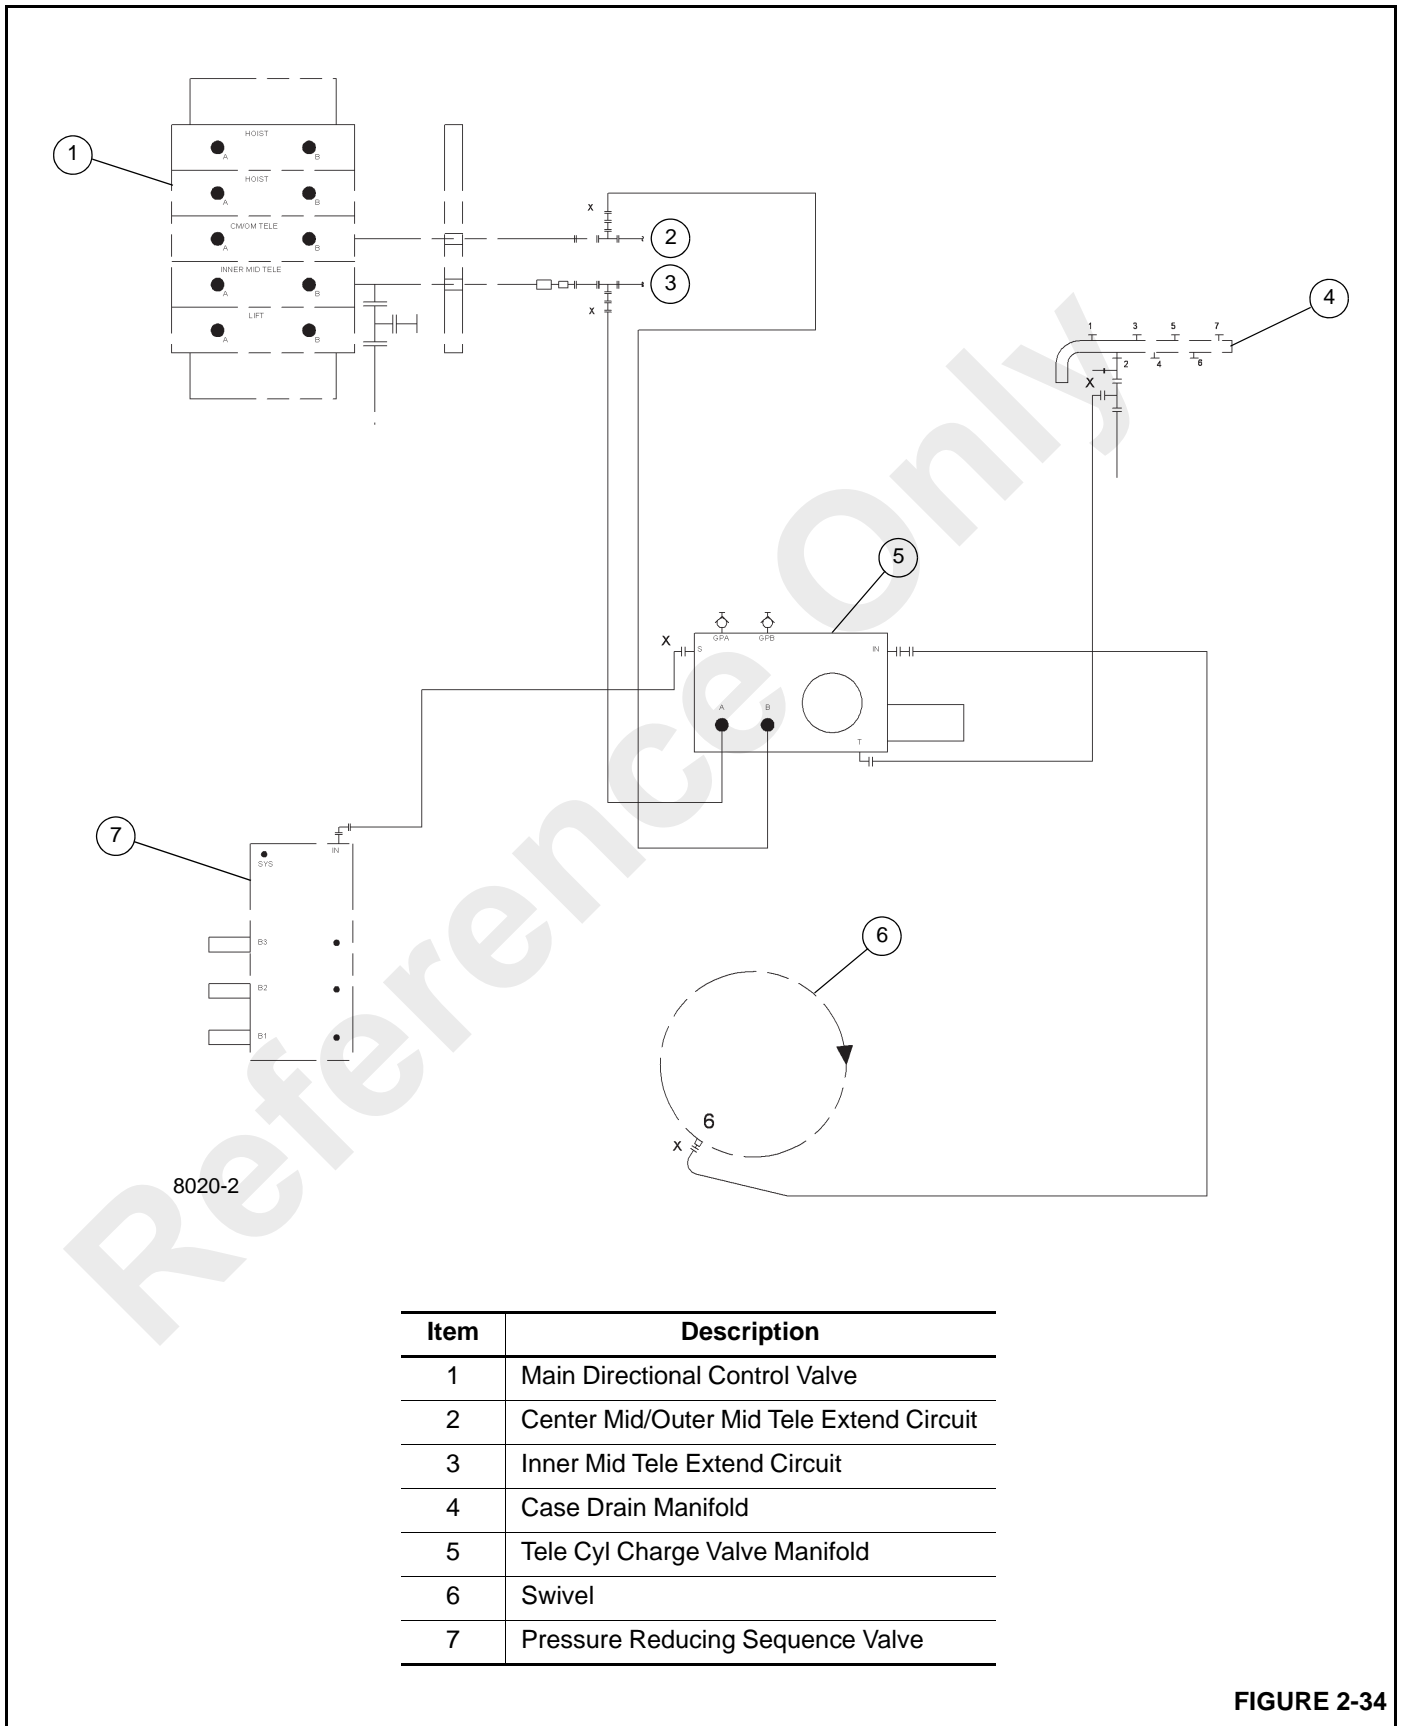 HOIST
A B
HOIST
A B
CM/OM TELE
A B
INNER MID TELE
A B
LIFT
A B
1
X
2
3
X
4
1 3 5 7
2 4 6
X
5
X
GPA GPB
S IN
A B
T
7
SYS IN
B3
B2
B1
6
6
X
8020-2
Reference Only
Item Description
1 Main Directional Control Valve
2 Center Mid/Outer Mid Tele Extend Circuit
3 Inner Mid Tele Extend Circuit
4 Case Drain Manifold
5 Tele Cyl Charge Valve Manifold
6 Swivel
7 Pressure Reducing Sequence Valve
FIGURE 2-34